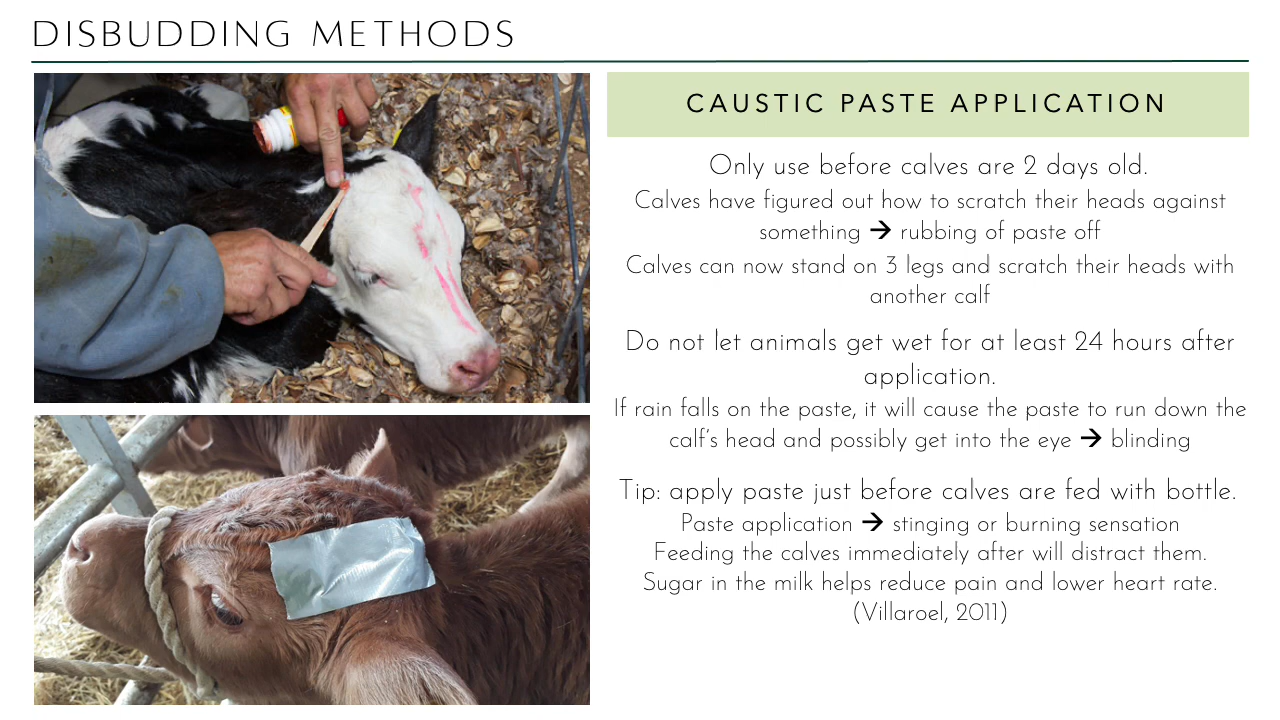 DISBUDDING METHODS
CAUSTIC PASTE APPLICATION
Only use before calves are 2 days old.
Calves have figured out how to scratch their heads against
something → rubbing of paste off
Calves can now stand on 3 legs and scratch their heads with
another calf
Do not let animals get wet for at least 24 hours after
application.
If rain falls on the paste, it will cause the paste to run down the
calf's head and possibly get into the eye → blinding
Tip: apply paste just before calves are fed with bottle.
Paste application → stinging or burning sensation
Feeding the calves immediately after will distract them.
Sugar in the milk helps reduce pain and lower heart rate.
(Villaroel, 2011)